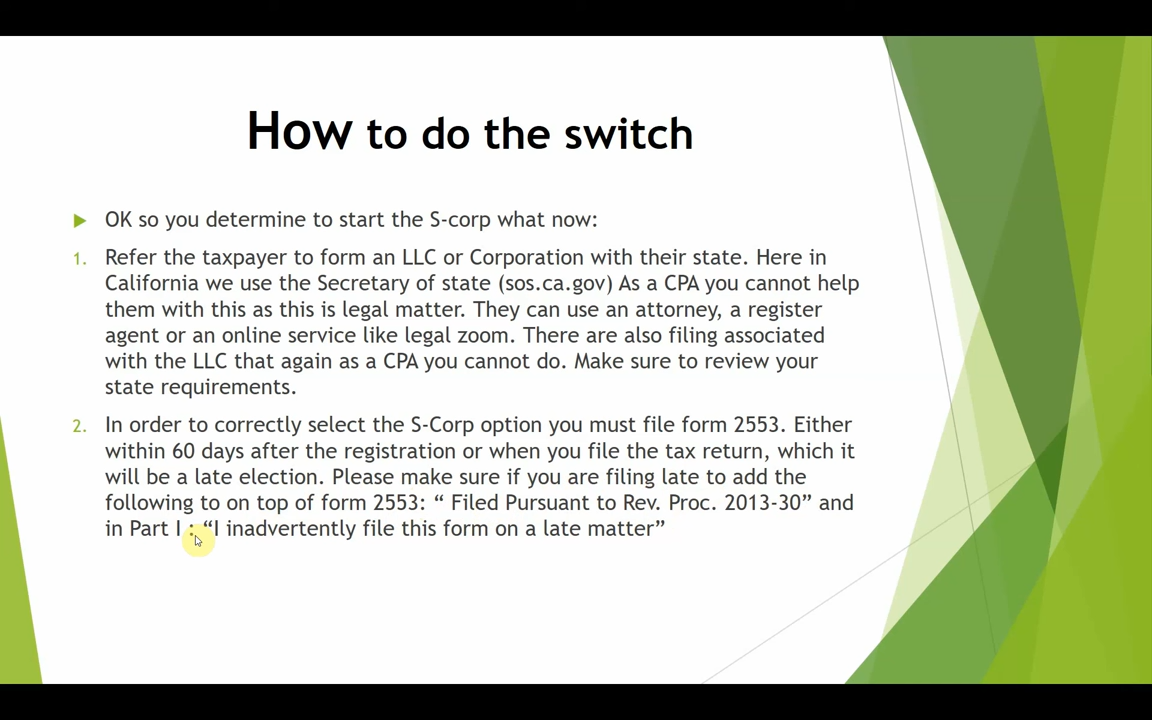 How to do the switch
OK so you determine to start the S-corp what now:
1. Refer the taxpayer to form an LLC or Corporation with their state. Here in
California we use the Secretary of state (sos.ca.gov) As a CPA you cannot help
them with this as this is legal matter. They can use an attorney, a register
agent or an online service like legal zoom. There are also filing associated
with the LLC that again as a CPA you cannot do. Make sure to review your
state requirements.
2. In order to correctly select the S-Corp option you must file form 2553. Either
within 60 days after the registration or when you file the tax return, which it
will be a late election. Please make sure if you are filing late to add the
following to on top of form 2553: “ Filed Pursuant to Rev. Proc. 2013-30” and
in Part I : “I inadvertently file this form on a late matter”